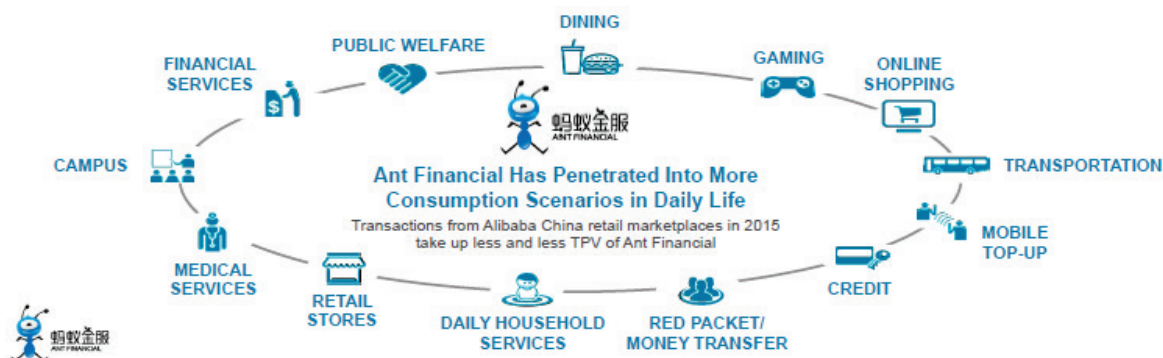 DINING
PUBLIC WELFARE
GAMING
FINANCIAL
SERVICES
ONLINE
SHOPPING
$
蚂蚁金服
ANT FINANCIAL
CAMPUS
TRANSPORTATION
Ant Financial Has Penetrated Into More
Consumption Scenarios in Daily Life
Transactions from Alibaba China retail marketplaces in 2015
take up less and less TPV of Ant Financial
MOBILE
TOP-UP
MEDICAL
SERVICES
CREDIT
RETAIL
STORES
DAILY HOUSEHOLD
SERVICES
RED PACKET/
MONEY TRANSFER
蚂蚁金服
ANT FINANCIAL